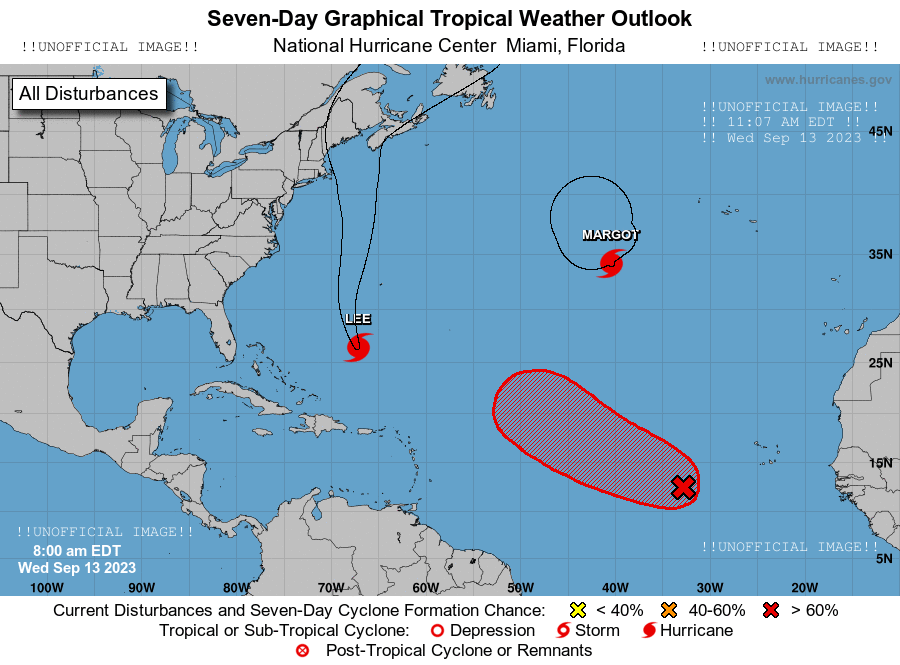 Seven-Day Graphical Tropical Weather Outlook
!!UNOFFICIAL IMAGE!! National Hurricane Center Miami, Florida !!UNOFFICIAL IMAGE!!
www.hurricanes.gov
All Disturbances
!!UNOFFICIAL IMAGE!!
!! 11:07 AM EDT !!
!! Wed Sep 13 2023 !!
45N
MARGOT
35N
LEE
25N
15N
!!UNOFFICIAL IMAGE!!
8:00 am EDT
Wed Sep 13 2023
!!UNOFFICIAL IMAGE!!
5N
100W 90W 80W 70W 60W 50W 40W 30W 20W
Current Disturbances and Seven-Day Cyclone Formation Chance: < 40% 40-60% > 60%
Tropical or Sub-Tropical Cyclone: Depression Storm Hurricane
Post-Tropical Cyclone or Remnants